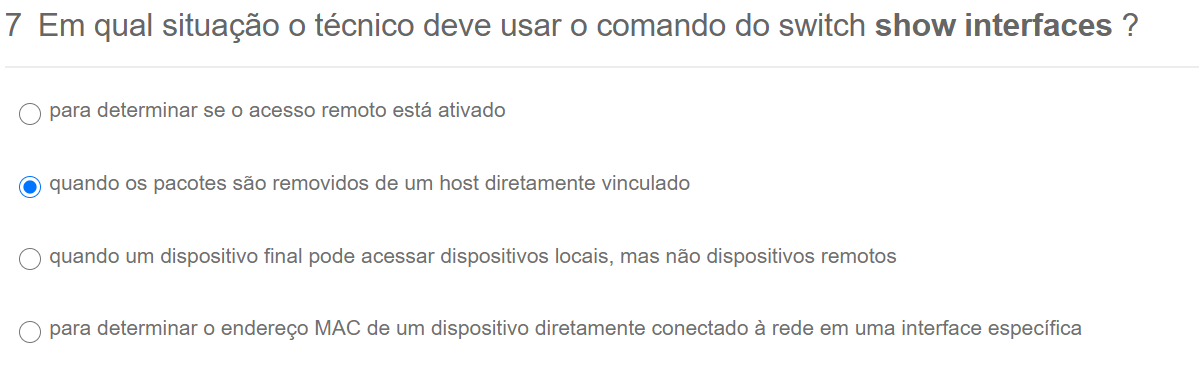 7 Em qual situação o técnico deve usar o comando do switch show interfaces ?
para determinar se o acesso remoto está ativado
quando os pacotes são removidos de um host diretamente vinculado
quando um dispositivo final pode acessar dispositivos locais, mas não dispositivos remotos
para determinar o endereço MAC de um dispositivo diretamente conectado à rede em uma interface específica